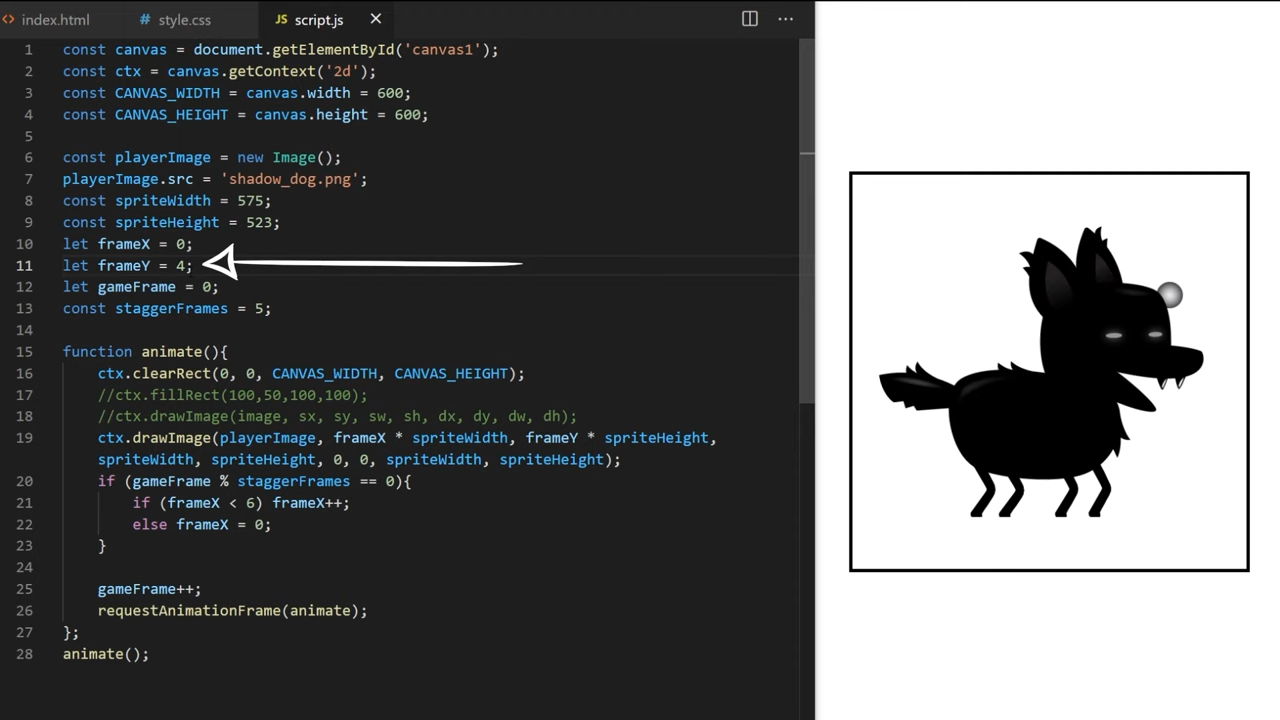 index.html # style.css JS script.js
1 const canvas = document.getElementById('canvas1');
2 const ctx = canvas.getContext('2d');
3 const CANVAS_WIDTH = canvas.width = 600;
4 const CANVAS_HEIGHT = canvas.height = 600;
5
6 const playerImage = new Image();
7 playerImage.src = 'shadow_dog.png';
8 const spriteWidth = 575;
9 const spriteHeight = 523;
10 let frameX = 0;
11 let frameY = 4;
12 let gameFrame = 0;
13 const staggerFrames = 5;
14
15 function animate(){
16 ctx.clearRect(0, 0, CANVAS_WIDTH, CANVAS_HEIGHT);
17 //ctx.fillRect(100,50,100,100);
18 //ctx.drawImage(image, sx, sy, sw, sh, dx, dy, dw, dh);
19 ctx.drawImage(playerImage, frameX * spriteWidth, frameY * spriteHeight,
spriteWidth, spriteHeight, 0, 0, spriteWidth, spriteHeight);
20 if (gameFrame % staggerFrames == 0){
21 if (frameX < 6) frameX++;
22 else frameX = 0;
23 }
24
25 gameFrame++;
26 requestAnimationFrame(animate);
27 };
28 animate();